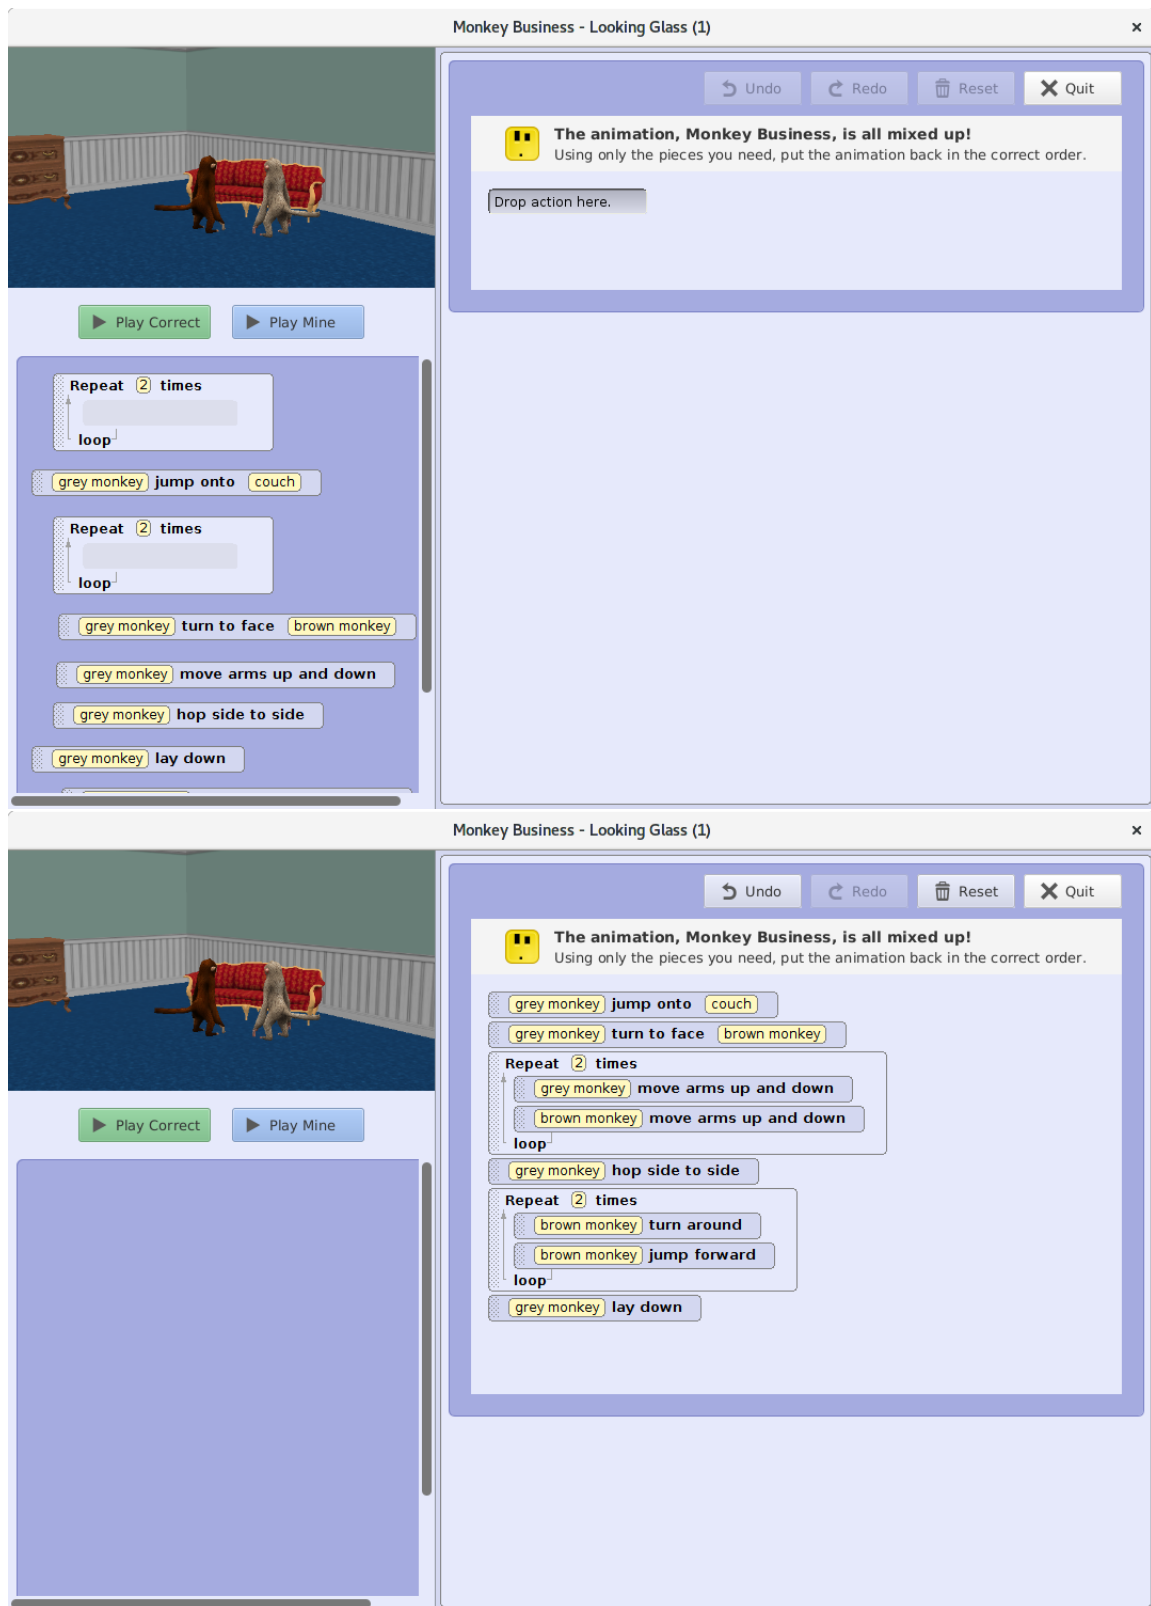 Monkey Business - Looking Glass (1)
×
Undo Redo Reset Quit
The animation, Monkey Business, is all mixed up!
Using only the pieces you need, put the animation back in the correct order.
Drop action here.
Play Correct Play Mine
Repeat 2 times
loop
grey monkey jump onto couch
Repeat 2 times
loop
grey monkey turn to face brown monkey
grey monkey move arms up and down
grey monkey hop side to side
grey monkey lay down
Monkey Business - Looking Glass (1)
×
Undo Redo Reset Quit
The animation, Monkey Business, is all mixed up!
Using only the pieces you need, put the animation back in the correct order.
Play Correct Play Mine
grey monkey jump onto couch
grey monkey turn to face brown monkey
Repeat 2 times
grey monkey move arms up and down
brown monkey move arms up and down
loop
grey monkey hop side to side
Repeat 2 times
brown monkey turn around
brown monkey jump forward
loop
grey monkey lay down